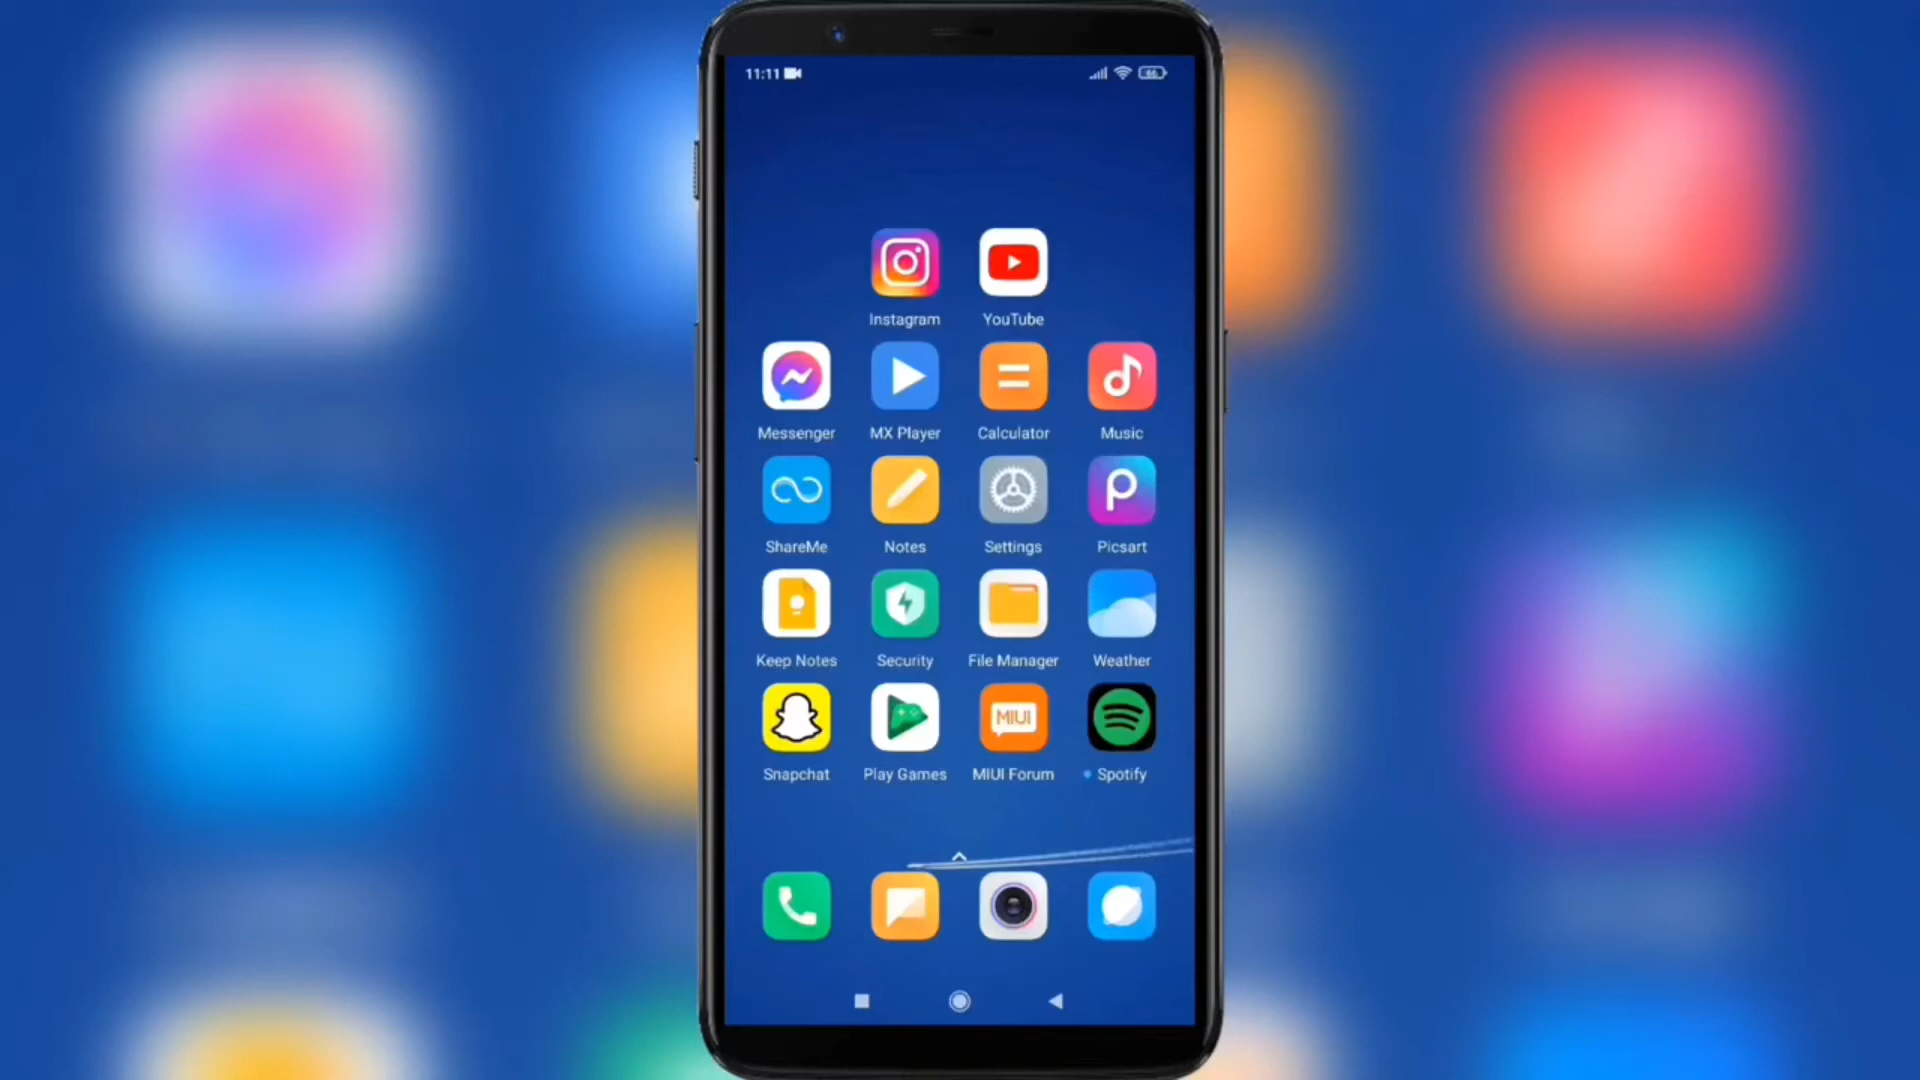 11:11
Instagram YouTube
Messenger MX Player Calculator Music
ShareMe Notes Settings Picsart
Keep Notes Security File Manager Weather
MIUI
Snapchat Play Games MIUI Forum Spotify